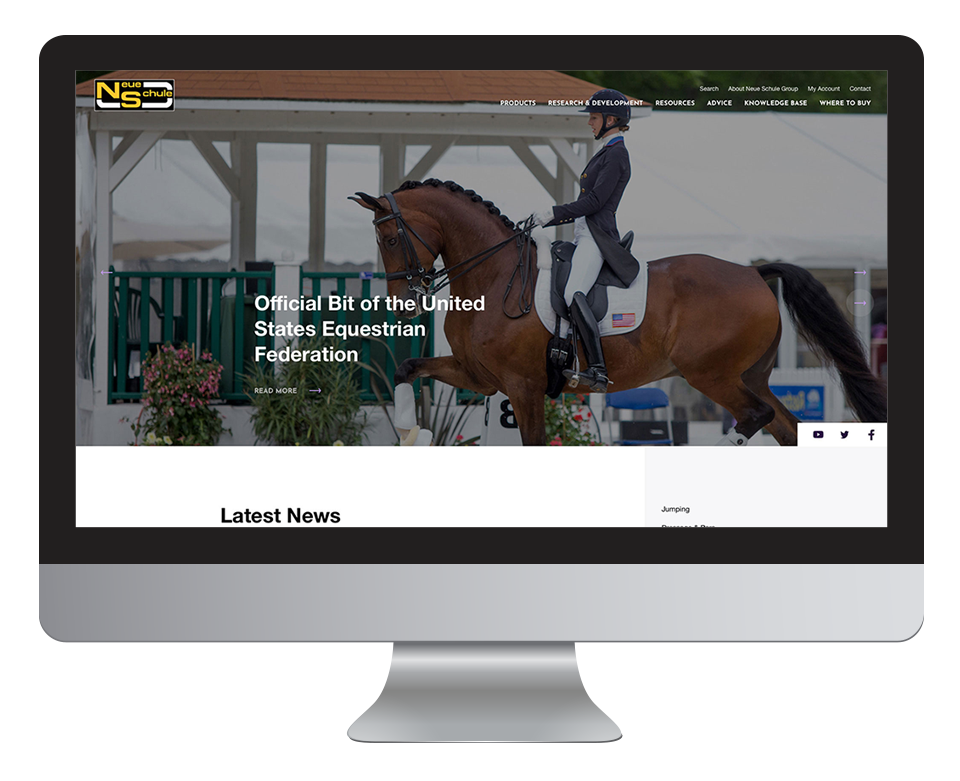 Neue
Schule
Search About Neue Schule Group My Account Contact
PRODUCTS RESEARCH & DEVELOPMENT RESOURCES ADVICE KNOWLEDGE BASE WHERE TO BUY
Official Bit of the United
States Equestrian
Federation
READ MORE
8
Latest News
Jumping